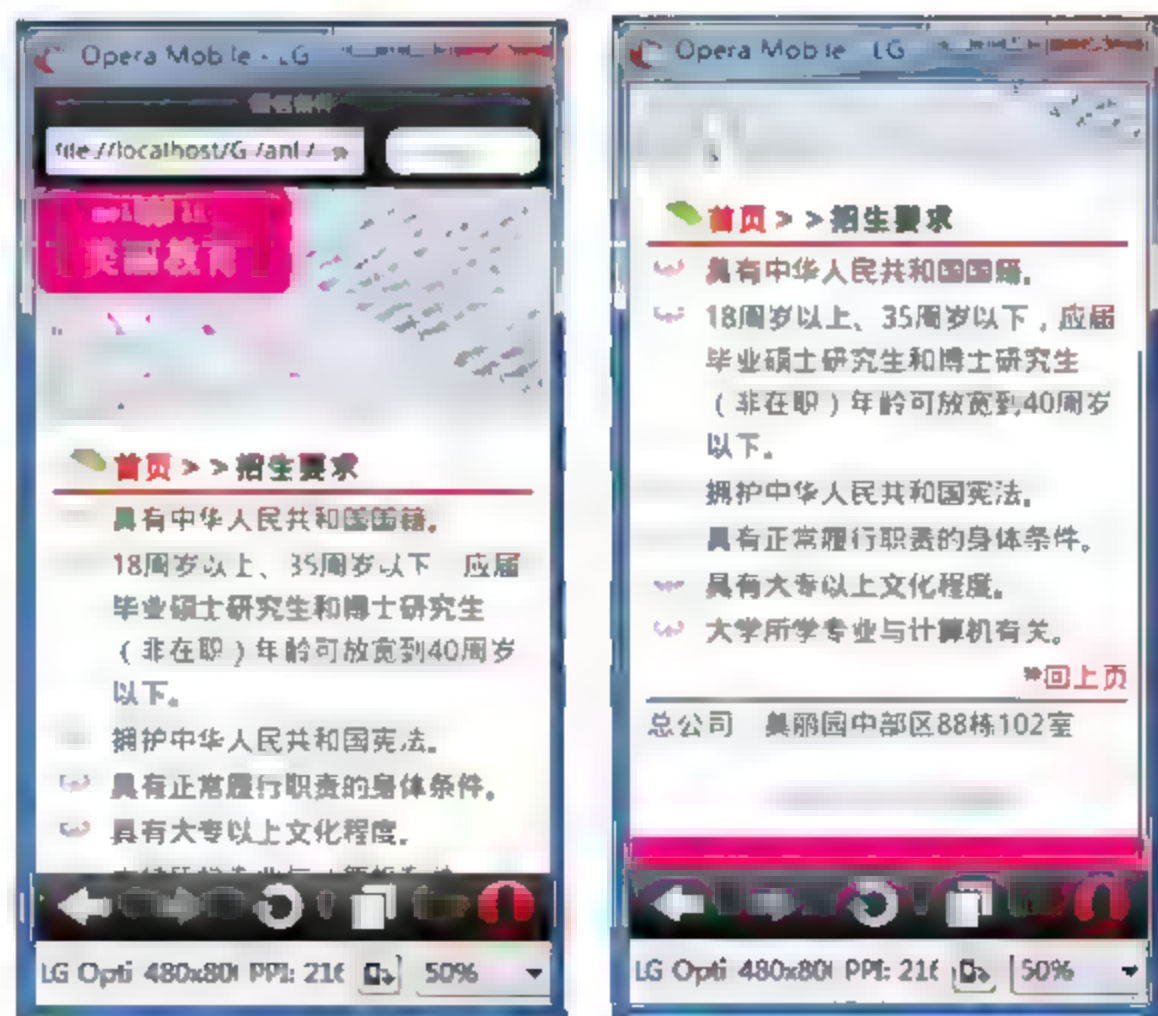 Opera Mobile - LG
file://localhost/G:/anl/
美丽教育
首页>>招生要求
具有中华人民共和国国籍。
18周岁以上、35周岁以下 应届
毕业硕士研究生和博士研究生
(非在职)年龄可放宽到40周岁
以下。
拥护中华人民共和国宪法。
具有正常履行职责的身体条件。
具有大专以上文化程度。
LG Opti 480x80 PPI: 216 50%
Opera Mobile LG
首页>>招生要求
具有中华人民共和国国籍。
18周岁以上、35周岁以下,应届
毕业硕士研究生和博士研究生
(非在职)年龄可放宽到40周岁
以下。
拥护中华人民共和国宪法。
具有正常履行职责的身体条件。
具有大专以上文化程度。
大学所学专业与计算机有关。
回上页
总公司 美丽园中部区88栋102室
LG Opti 480x80 PPI: 216 50%